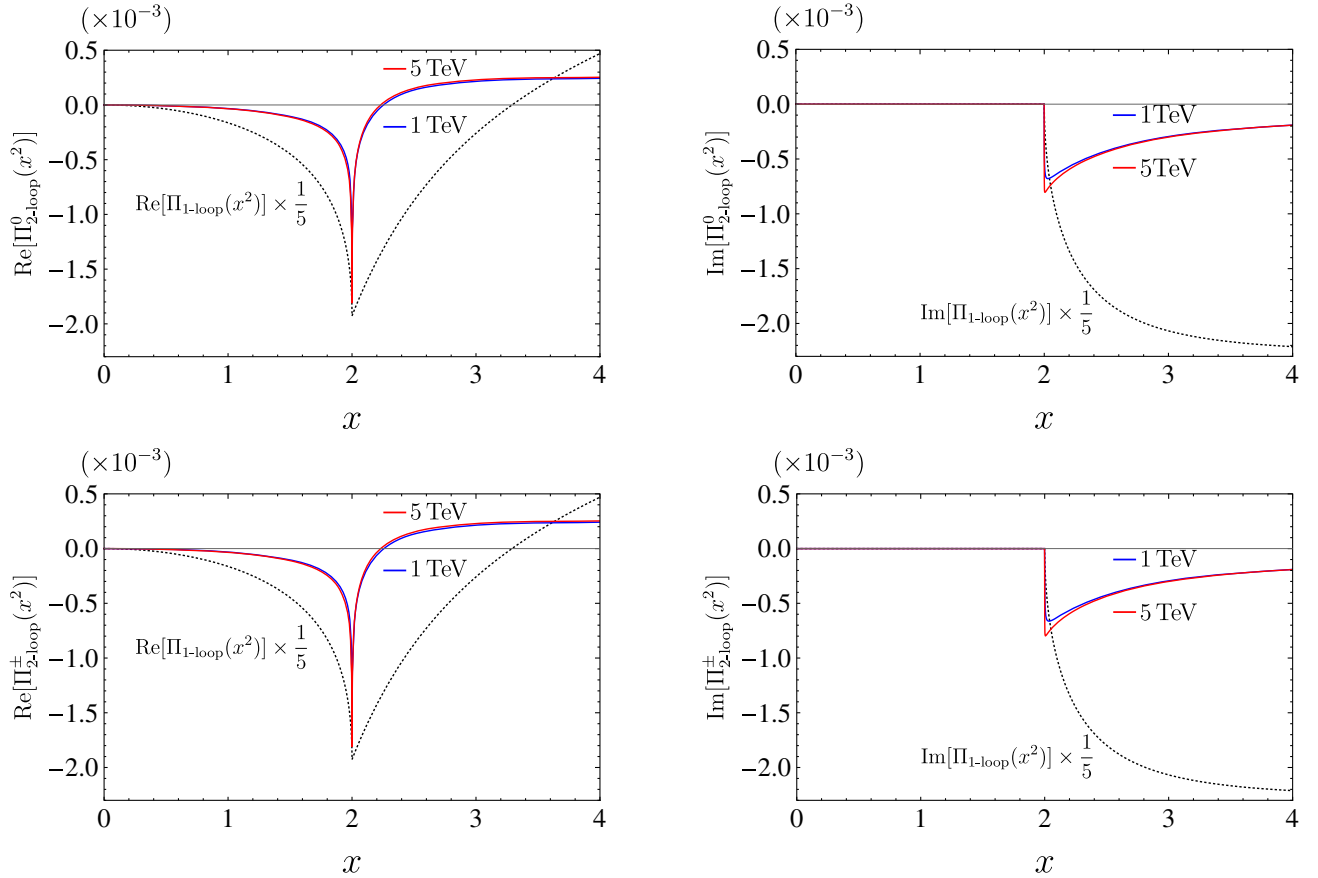 (×10⁻³)
Re[Π⁰₂₋ₗₒₒₚ(x²)]
0.5
0.0
−0.5
−1.0
−1.5
−2.0
5 TeV
1 TeV
Re[Π₁₋ₗₒₒₚ(x²)] × 1/5
0 1 2 3 4
x
(×10⁻³)
Im[Π⁰₂₋ₗₒₒₚ(x²)]
0.5
0.0
−0.5
−1.0
−1.5
−2.0
1 TeV
5 TeV
Im[Π₁₋ₗₒₒₚ(x²)] × 1/5
0 1 2 3 4
x
(×10⁻³)
Re[Π±₂₋ₗₒₒₚ(x²)]
0.5
0.0
−0.5
−1.0
−1.5
−2.0
5 TeV
1 TeV
Re[Π₁₋ₗₒₒₚ(x²)] × 1/5
0 1 2 3 4
x
(×10⁻³)
Im[Π±₂₋ₗₒₒₚ(x²)]
0.5
0.0
−0.5
−1.0
−1.5
−2.0
1 TeV
5 TeV
Im[Π₁₋ₗₒₒₚ(x²)] × 1/5
0 1 2 3 4
x